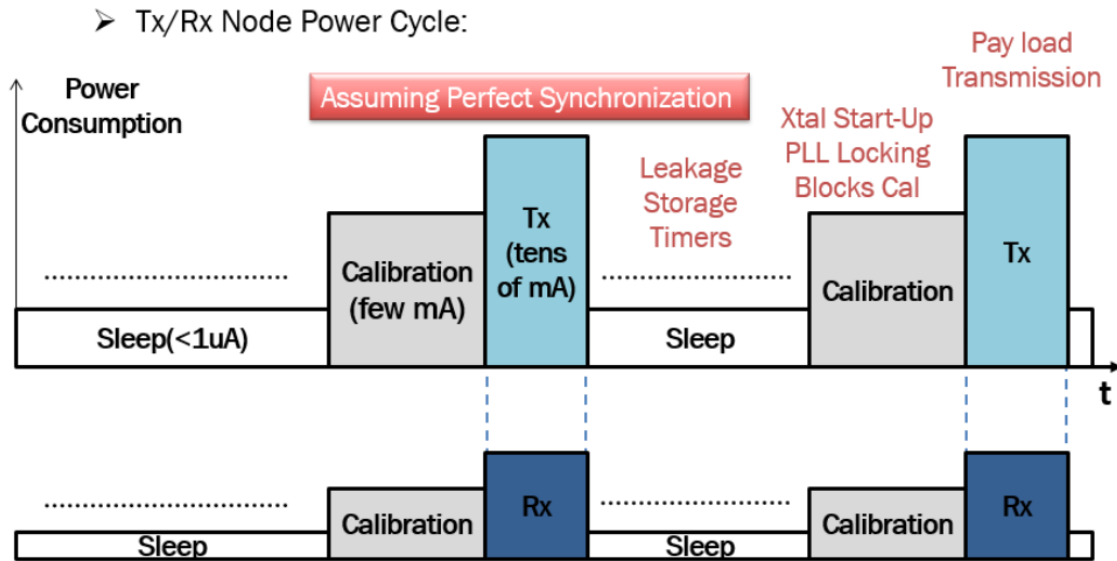 ➢ Tx/Rx Node Power Cycle:
Pay load
Transmission
Power
Consumption
Assuming Perfect Synchronization
Xtal Start-Up
PLL Locking
Blocks Cal
Leakage
Storage
Timers
Tx
(tens
of mA)
Tx
Calibration
(few mA)
Calibration
Sleep(<1uA)
Sleep
t
Rx
Rx
Calibration
Calibration
Sleep
Sleep